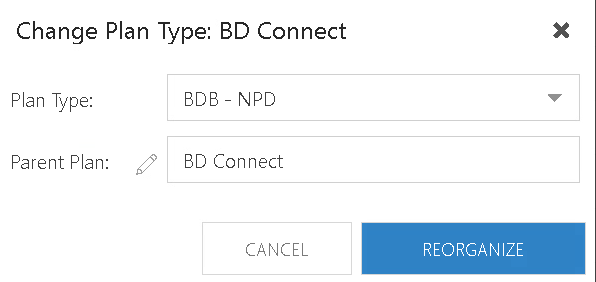 Change Plan Type: BD Connect
Plan Type: BDB - NPD
Parent Plan: BD Connect
CANCEL REORGANIZE